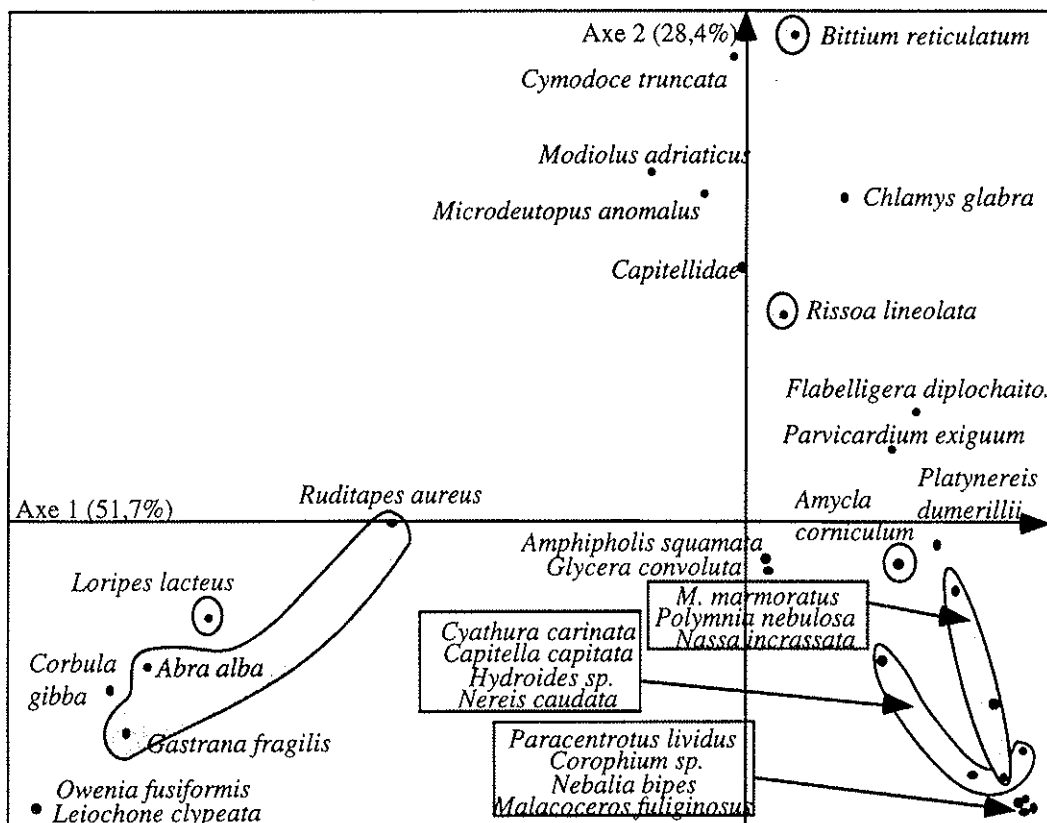 Axe 2 (28,4%)
Bittium reticulatum
Cymodoce truncata
Modiolus adriaticus
Microdeutopus anomalus
Chlamys glabra
Capitellidae
Rissoa lineolata
Flabelligera diplochaito.
Parvicardium exiguum
Platynereis
dumerillii
Amycla
corniculum
Axe 1 (51,7%)
Ruditapes aureus
Amphipholis squamata
Glycera convoluta
Loripes lacteus
M. marmoratus
Polymnia nebulosa
Nassa incrassata
Cyathura carinata
Capitella capitata
Hydroides sp.
Nereis caudata
Corbula
gibba
Abra alba
Gastrana fragilis
Paracentrotus lividus
Corophium sp.
Nebalia bipes
Malacoceros fuliginosus
Owenia fusiformis
Leiochone clypeata